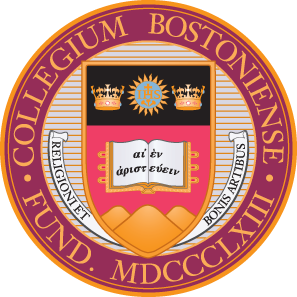 · COLLEGIUM BOSTONIENSE ·
FUND. MDCCCLXIII
RELIGIONI ET
BONIS ARTIBUS
αἰὲν
ἀριστεύειν